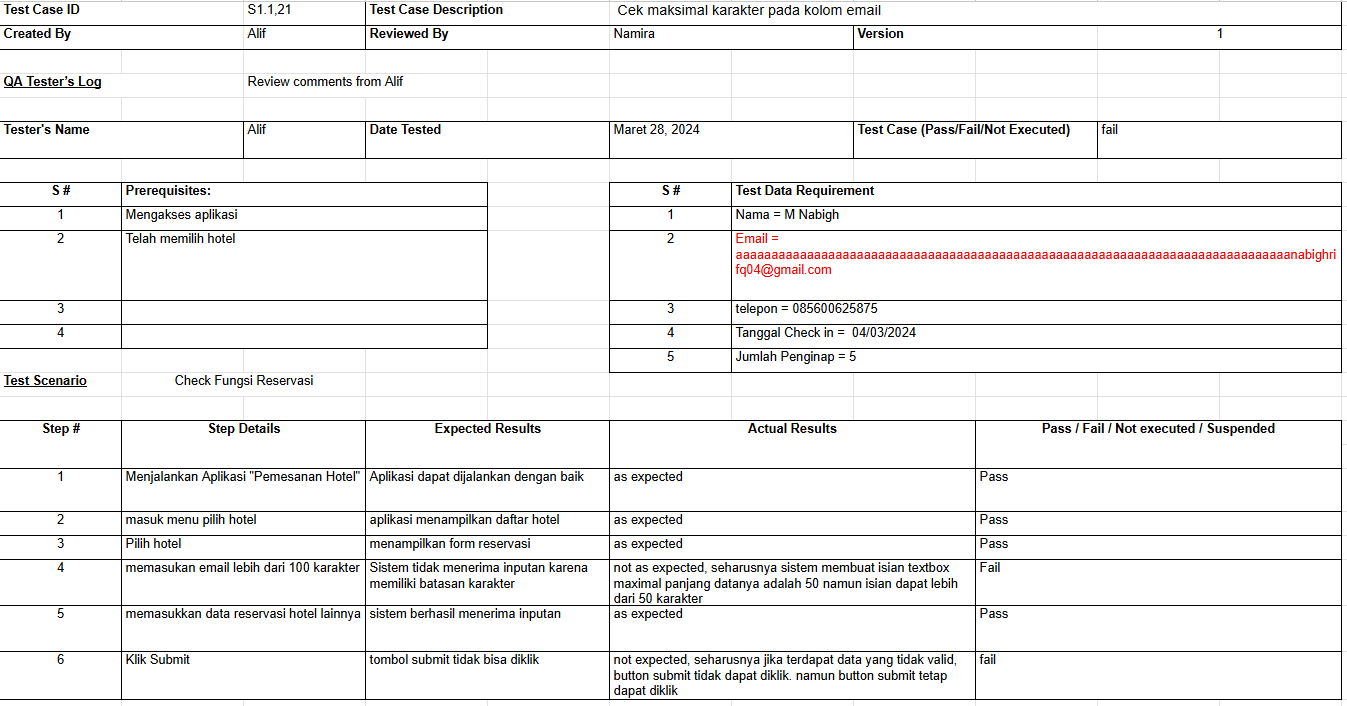 Test Case ID S1.1,21 Test Case Description Cek maksimal karakter pada kolom email
Created By Alif Reviewed By Namira Version 1
QA Tester's Log Review comments from Alif
Tester's Name Alif Date Tested Maret 28, 2024 Test Case (Pass/Fail/Not Executed) fail
S # Prerequisites:
1 Mengakses aplikasi
2 Telah memilih hotel
3
4
S # Test Data Requirement
1 Nama = M Nabigh
2 Email =
aaaaaaaaaaaaaaaaaaaaaaaaaaaaaaaaaaaaaaaaaaaaaaaaaaaaaaaaaaaaaaaaaaaaaaaaaaaaaaanabighri
fq04@gmail.com
3 telepon = 085600625875
4 Tanggal Check in = 04/03/2024
5 Jumlah Penginap = 5
Test Scenario Check Fungsi Reservasi
Step # Step Details Expected Results Actual Results Pass / Fail / Not executed / Suspended
1 Menjalankan Aplikasi "Pemesanan Hotel" Aplikasi dapat dijalankan dengan baik as expected Pass
2 masuk menu pilih hotel aplikasi menampilkan daftar hotel as expected Pass
3 Pilih hotel menampilkan form reservasi as expected Pass
4 memasukan email lebih dari 100 karakter Sistem tidak menerima inputan karena
memiliki batasan karakter
not as expected, seharusnya sistem membuat isian textbox
maximal panjang datanya adalah 50 namun isian dapat lebih
dari 50 karakter
Fail
5 memasukkan data reservasi hotel lainnya sistem berhasil menerima inputan as expected Pass
6 Klik Submit tombol submit tidak bisa diklik
not expected, seharusnya jika terdapat data yang tidak valid,
button submit tidak dapat diklik. namun button submit tetap
dapat diklik
fail